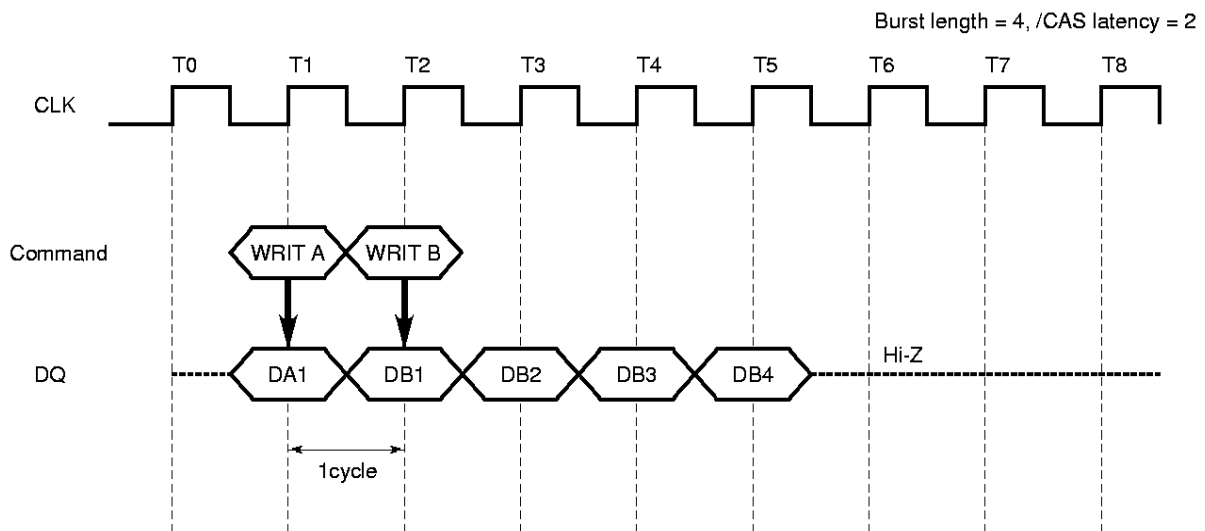 Burst length = 4, /CAS latency = 2
T0 T1 T2 T3 T4 T5 T6 T7 T8
CLK
Command WRIT A WRIT B
Hi-Z
DQ DA1 DB1 DB2 DB3 DB4
1cycle